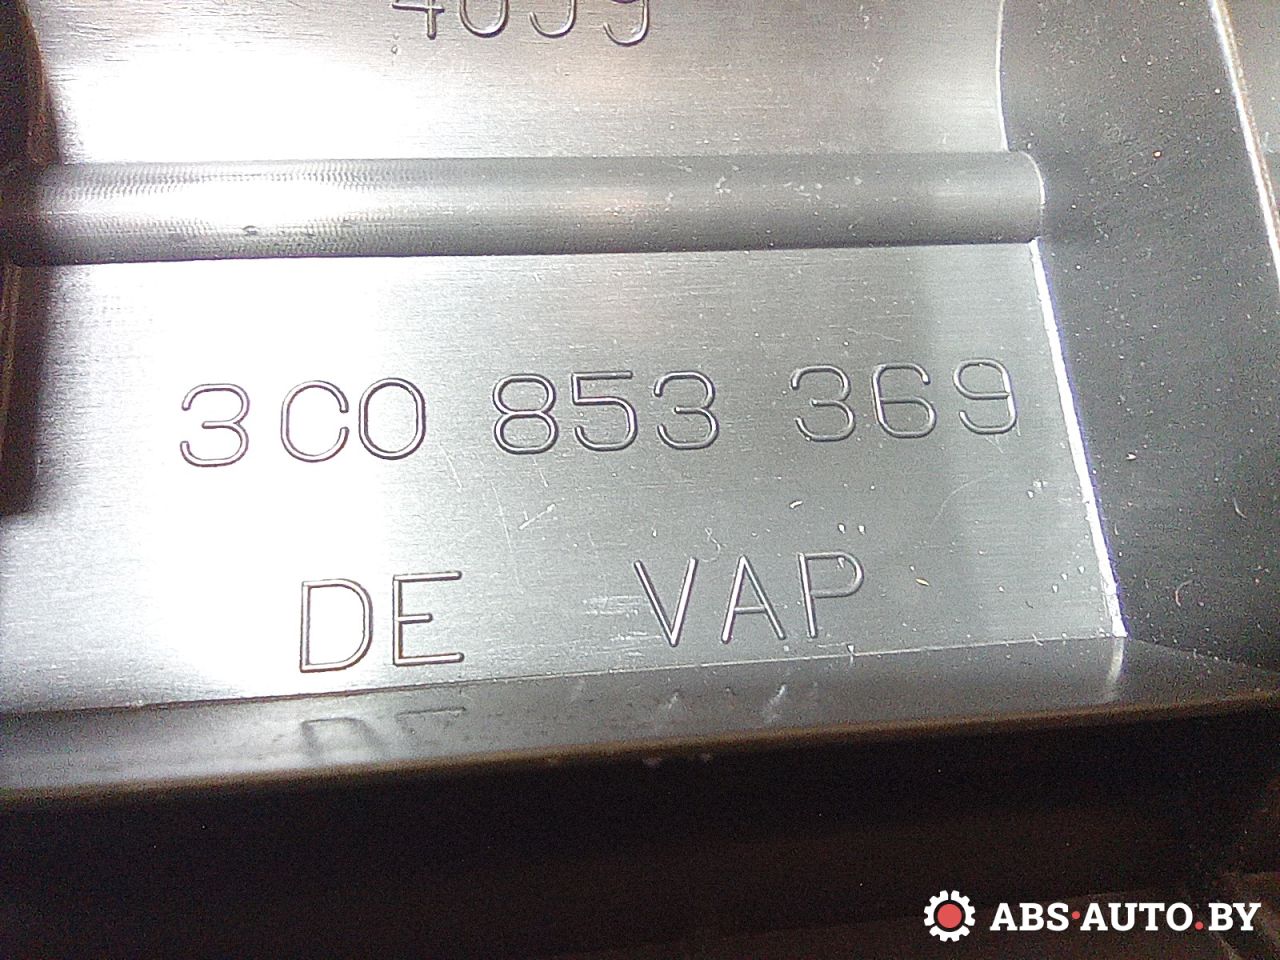 3C0 853 369
DE VAP
ABS·AUTO.BY